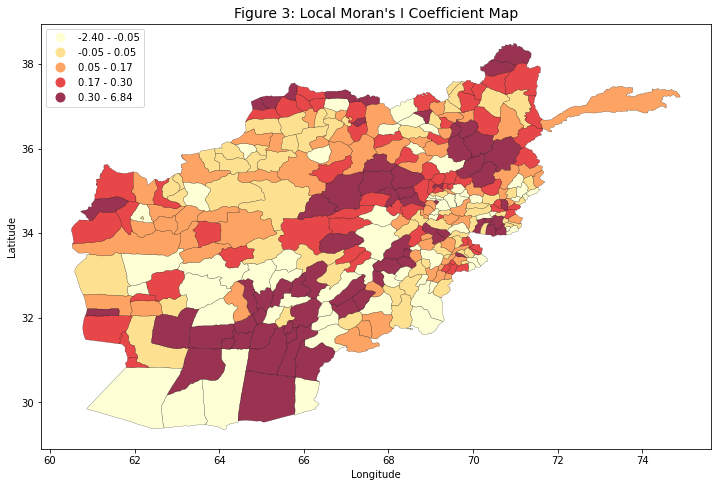 Figure 3: Local Moran's I Coefficient Map
-2.40 - -0.05
-0.05 - 0.05
0.05 - 0.17
0.17 - 0.30
0.30 - 6.84
38
36
34
32
30
Latitude
60
62
64
66
68
70
72
74
Longitude